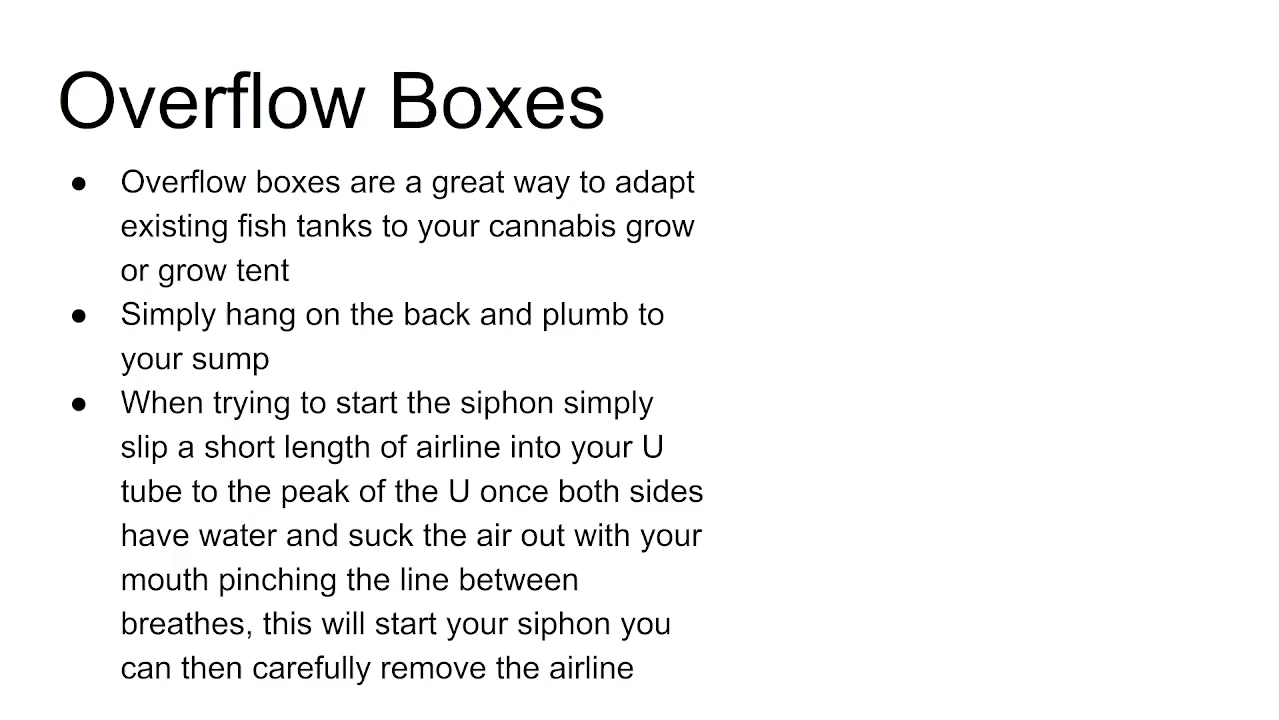 Overflow Boxes
● Overflow boxes are a great way to adapt
existing fish tanks to your cannabis grow
or grow tent
● Simply hang on the back and plumb to
your sump
● When trying to start the siphon simply
slip a short length of airline into your U
tube to the peak of the U once both sides
have water and suck the air out with your
mouth pinching the line between
breathes, this will start your siphon you
can then carefully remove the airline